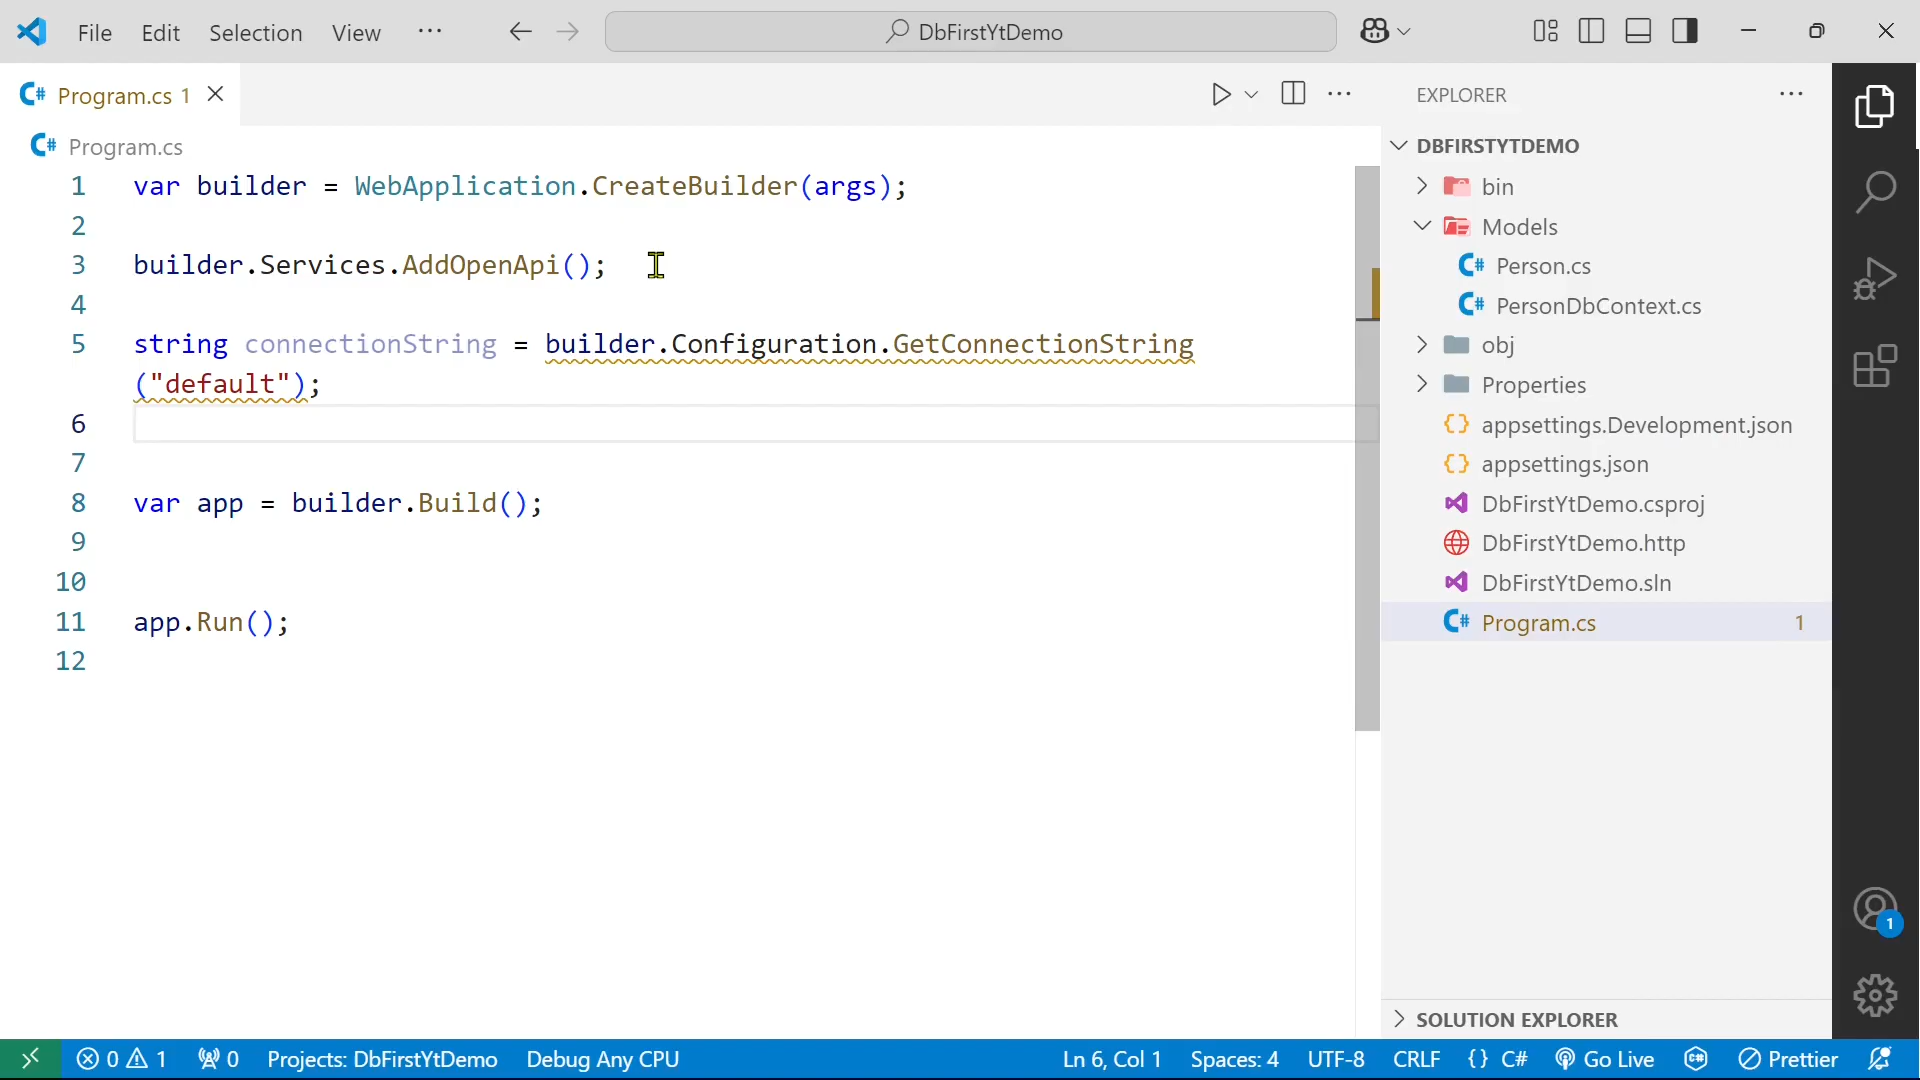 File Edit Selection View ··· DbFirstYtDemo
Program.cs 1
EXPLORER
Program.cs
1 var builder = WebApplication.CreateBuilder(args);
2
3 builder.Services.AddOpenApi();
4
5 string connectionString = builder.Configuration.GetConnectionString
("default");
6
7
8 var app = builder.Build();
9
10
11 app.Run();
12
DBFIRSTYTDEMO
bin
Models
Person.cs
PersonDbContext.cs
obj
Properties
appsettings.Development.json
appsettings.json
DbFirstYtDemo.csproj
DbFirstYtDemo.http
DbFirstYtDemo.sln
Program.cs 1
SOLUTION EXPLORER
1
0 1 0 Projects: DbFirstYtDemo Debug Any CPU Ln 6, Col 1 Spaces: 4 UTF-8 CRLF {} C# Go Live Prettier